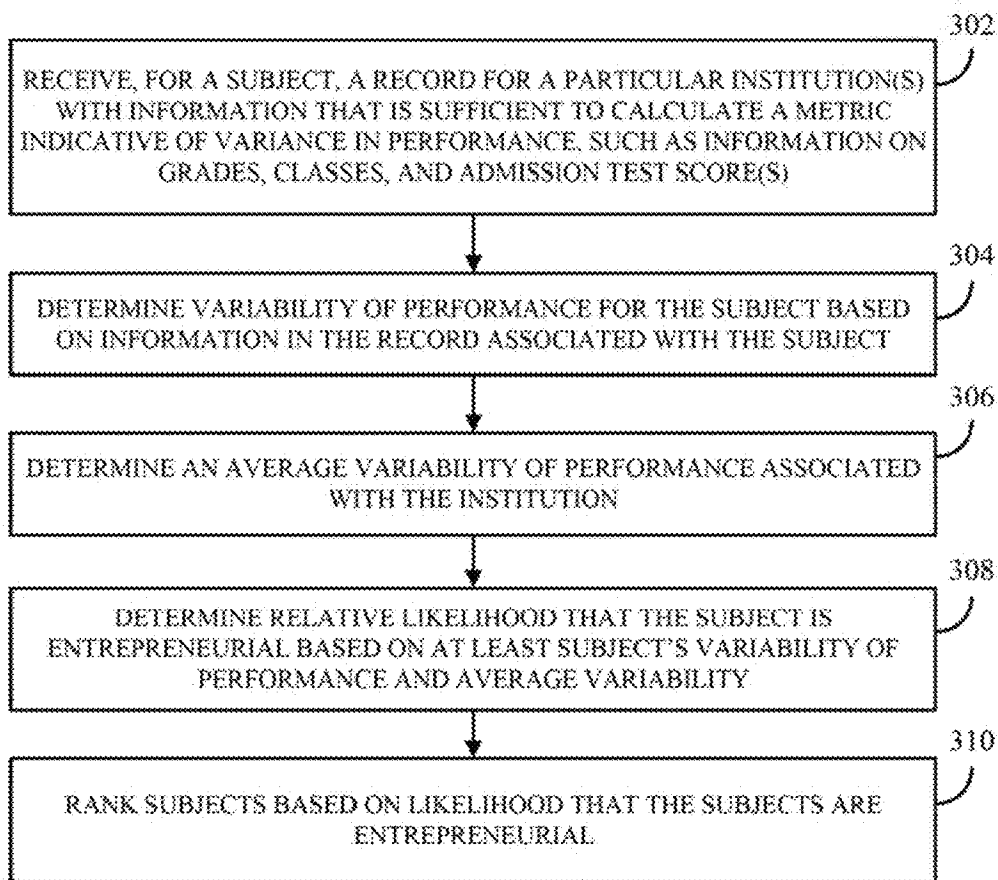 302
RECEIVE, FOR A SUBJECT, A RECORD FOR A PARTICULAR INSTITUTION(S)
WITH INFORMATION THAT IS SUFFICIENT TO CALCULATE A METRIC
INDICATIVE OF VARIANCE IN PERFORMANCE, SUCH AS INFORMATION ON
GRADES, CLASSES, AND ADMISSION TEST SCORE(S)
304
DETERMINE VARIABILITY OF PERFORMANCE FOR THE SUBJECT BASED
ON INFORMATION IN THE RECORD ASSOCIATED WITH THE SUBJECT
306
DETERMINE AN AVERAGE VARIABILITY OF PERFORMANCE ASSOCIATED
WITH THE INSTITUTION
308
DETERMINE RELATIVE LIKELIHOOD THAT THE SUBJECT IS
ENTREPRENEURIAL BASED ON AT LEAST SUBJECT'S VARIABILITY OF
PERFORMANCE AND AVERAGE VARIABILITY
310
RANK SUBJECTS BASED ON LIKELIHOOD THAT THE SUBJECTS ARE
ENTREPRENEURIAL